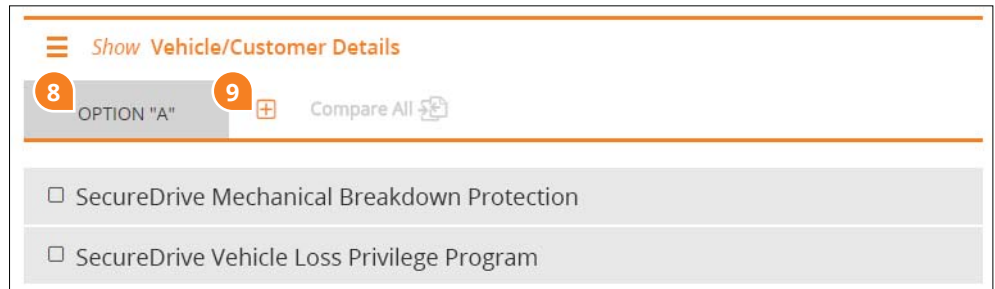 Show Vehicle/Customer Details
8 9
OPTION "A" Compare All
SecureDrive Mechanical Breakdown Protection
SecureDrive Vehicle Loss Privilege Program